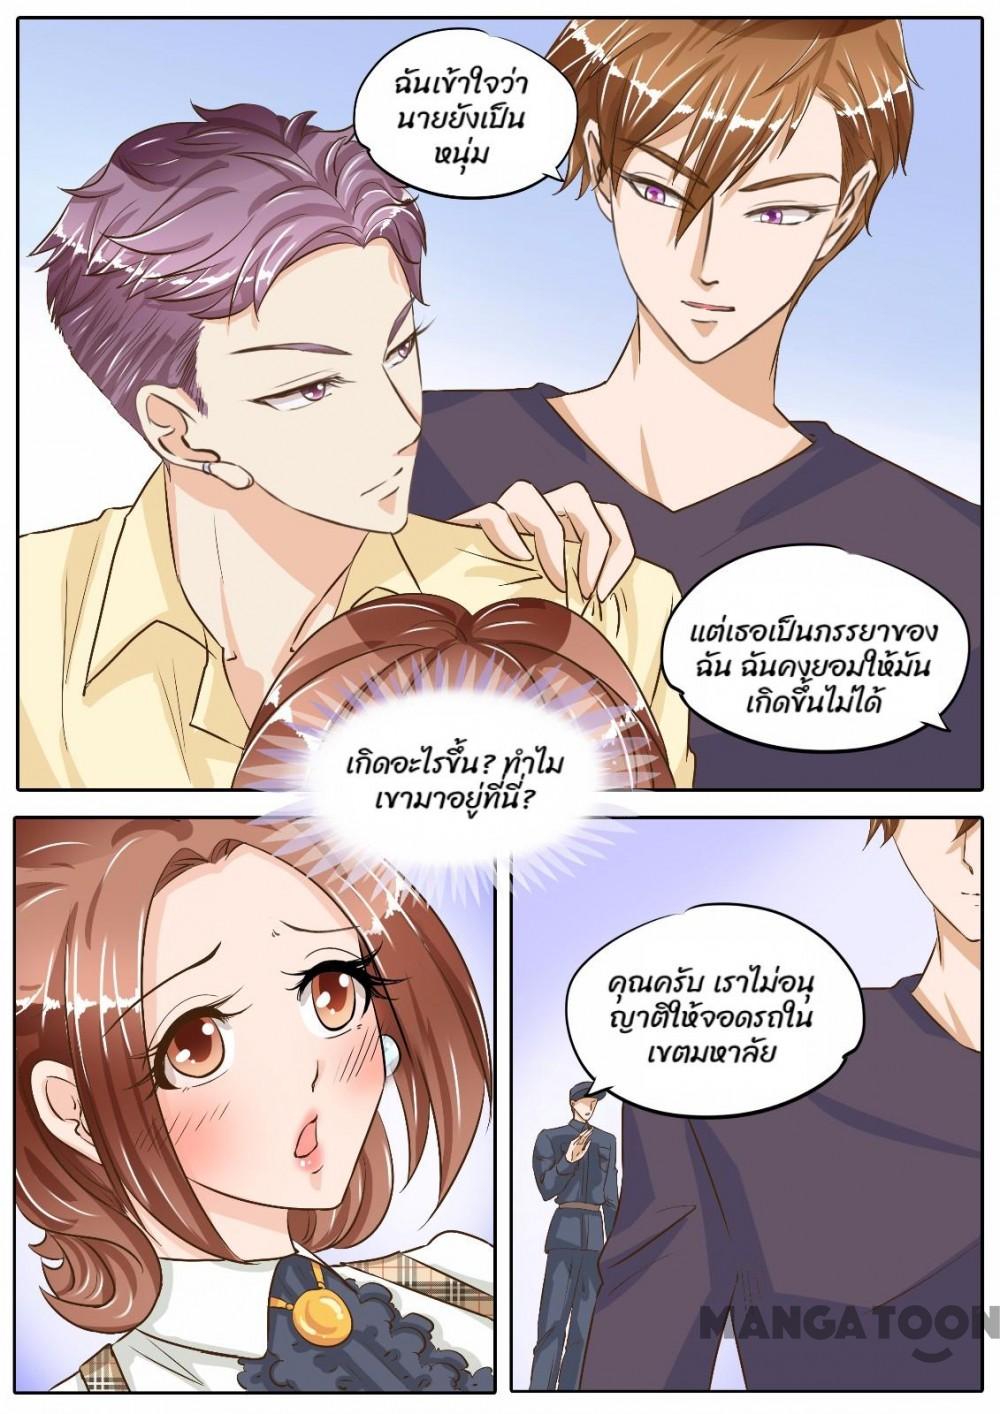 ฉันเข้าใจว่า
นายยังเป็น
หนุ่ม
แต่เธอเป็นภรรยาของ
ฉัน ฉันคงยอมให้มัน
เกิดขึ้นไม่ได้
เกิดอะไรขึ้น? ทำไม
เขามาอยู่ที่นี่?
คุณครับ เราไม่อนุ
ญาติให้จอดรถใน
เขตมหาลัย
MANGATOON